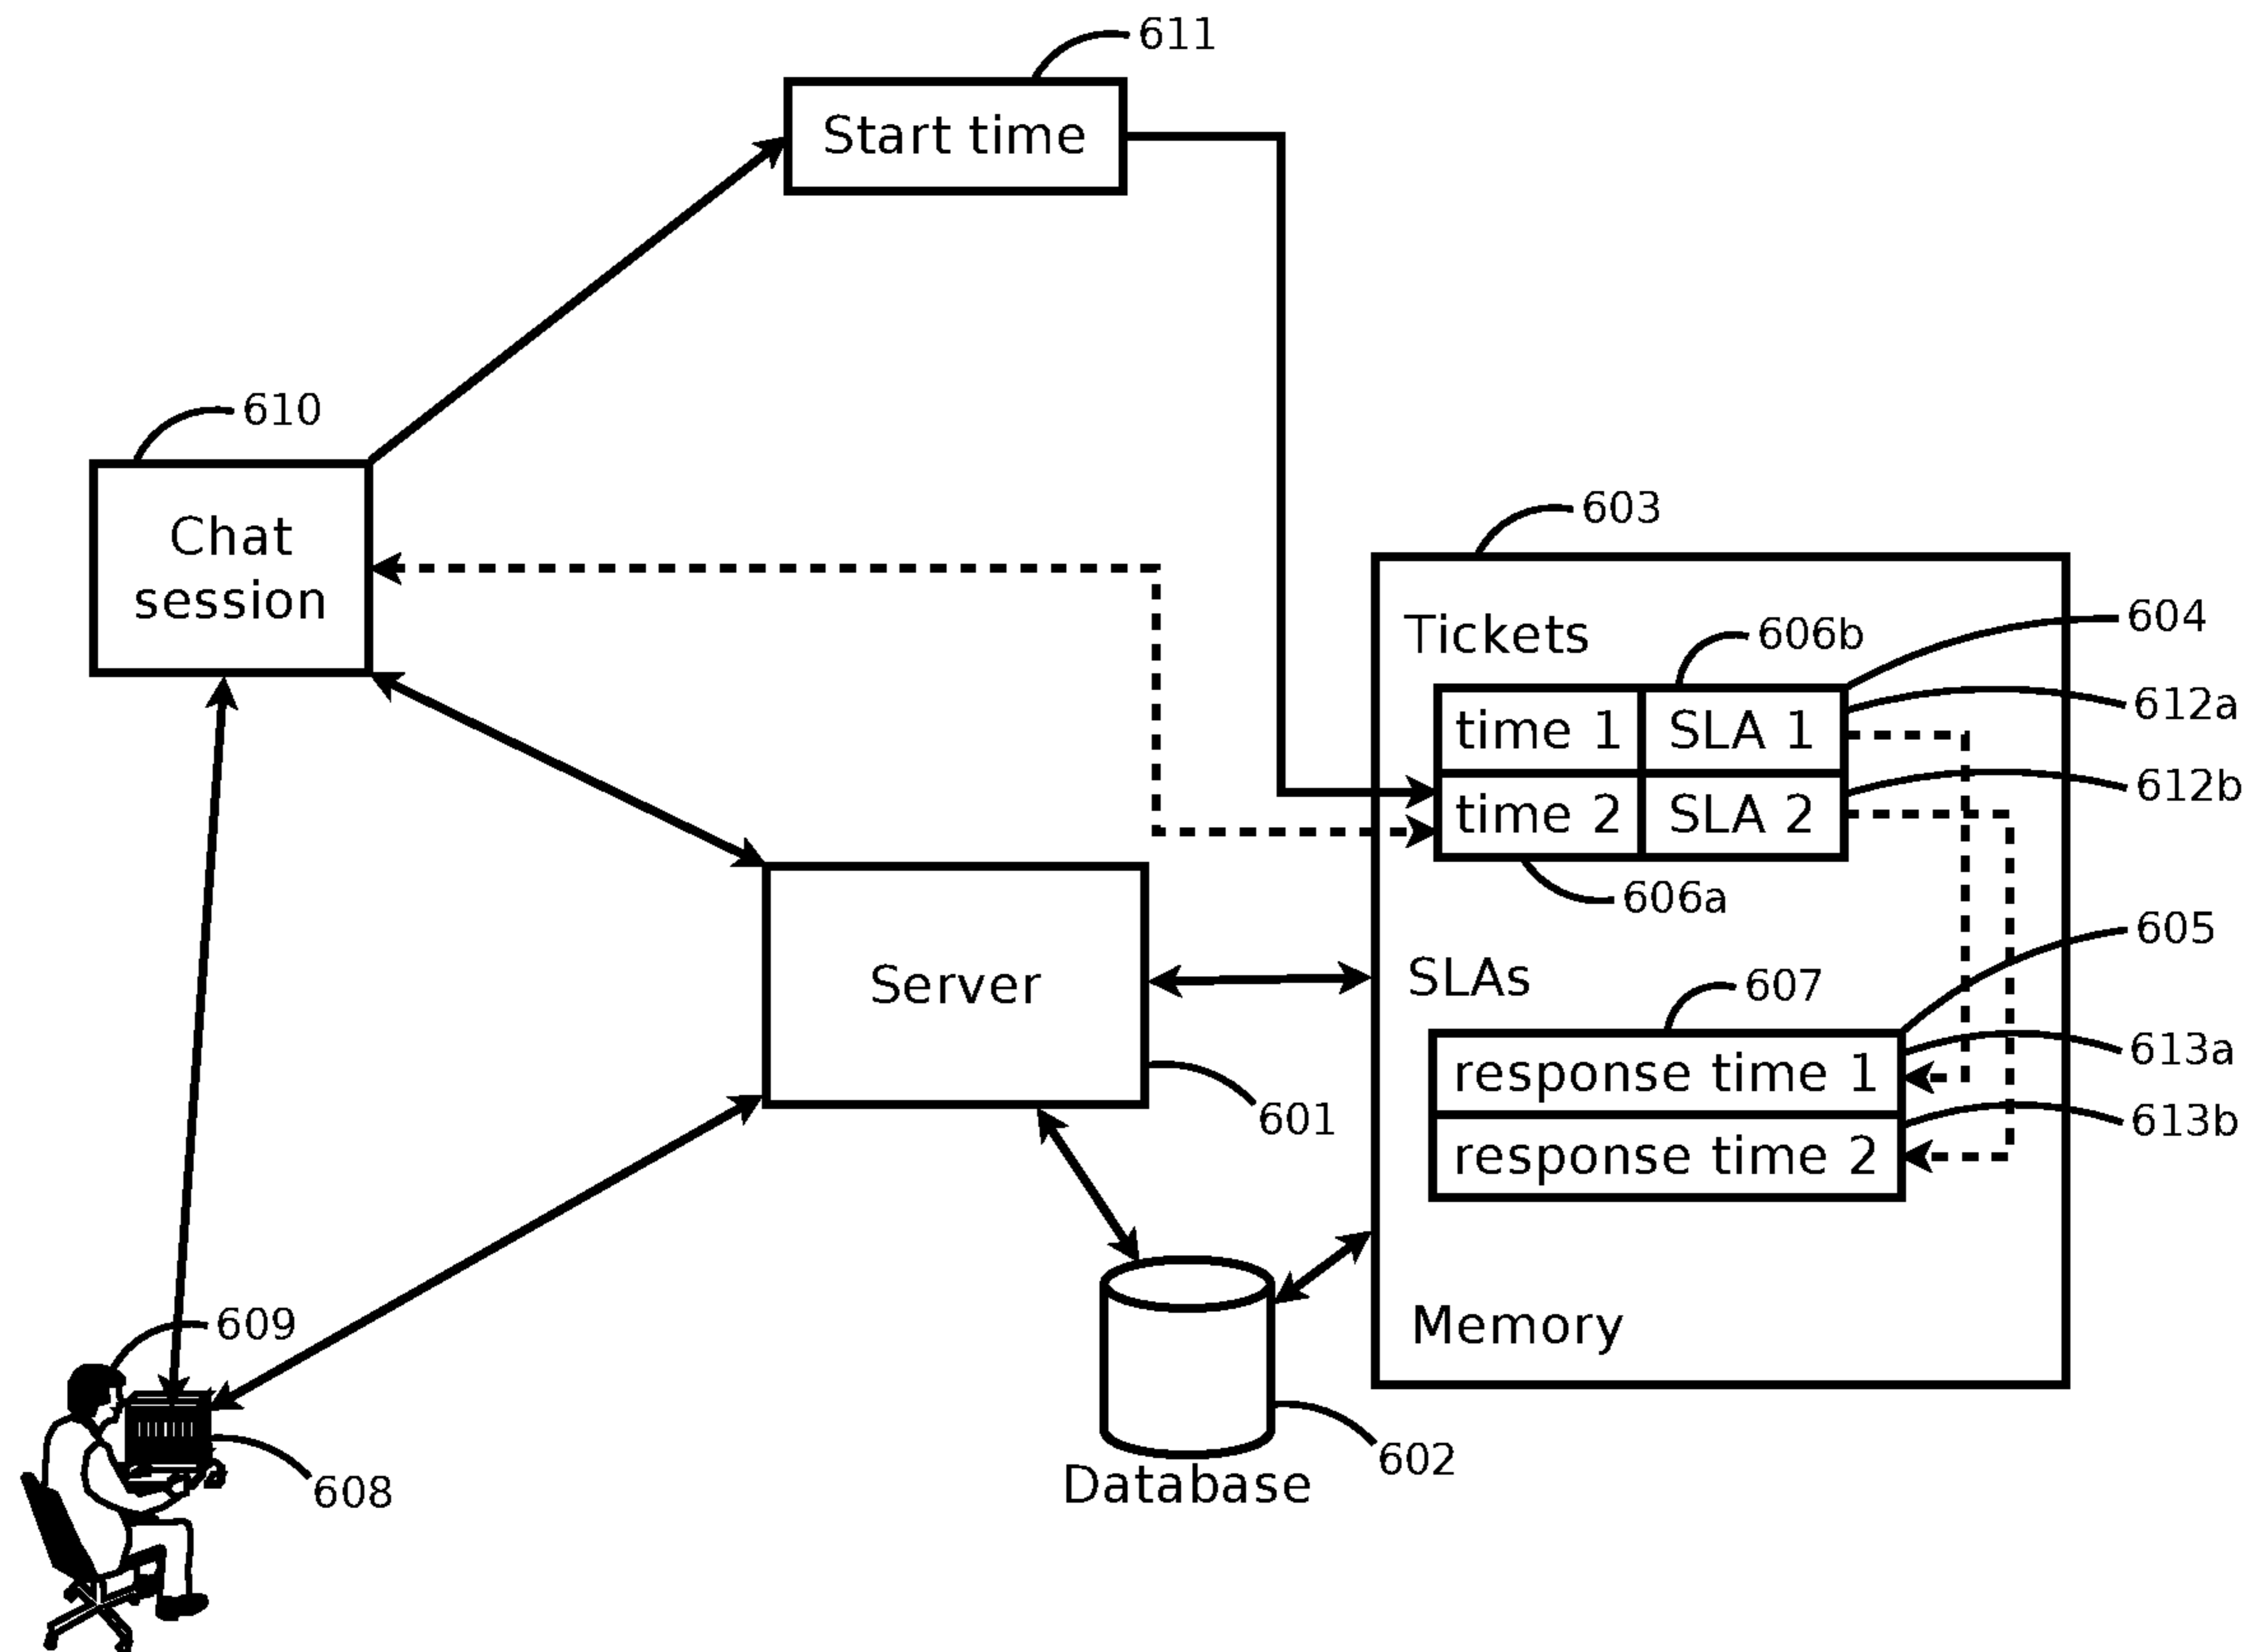 611
Start time
610
Chat
session
603
Tickets
606b
604
612a
time 1
SLA 1
612b
time 2
SLA 2
606a
605
SLAs
607
Server
613a
response time 1
613b
601
response time 2
609
Memory
608
602
Database